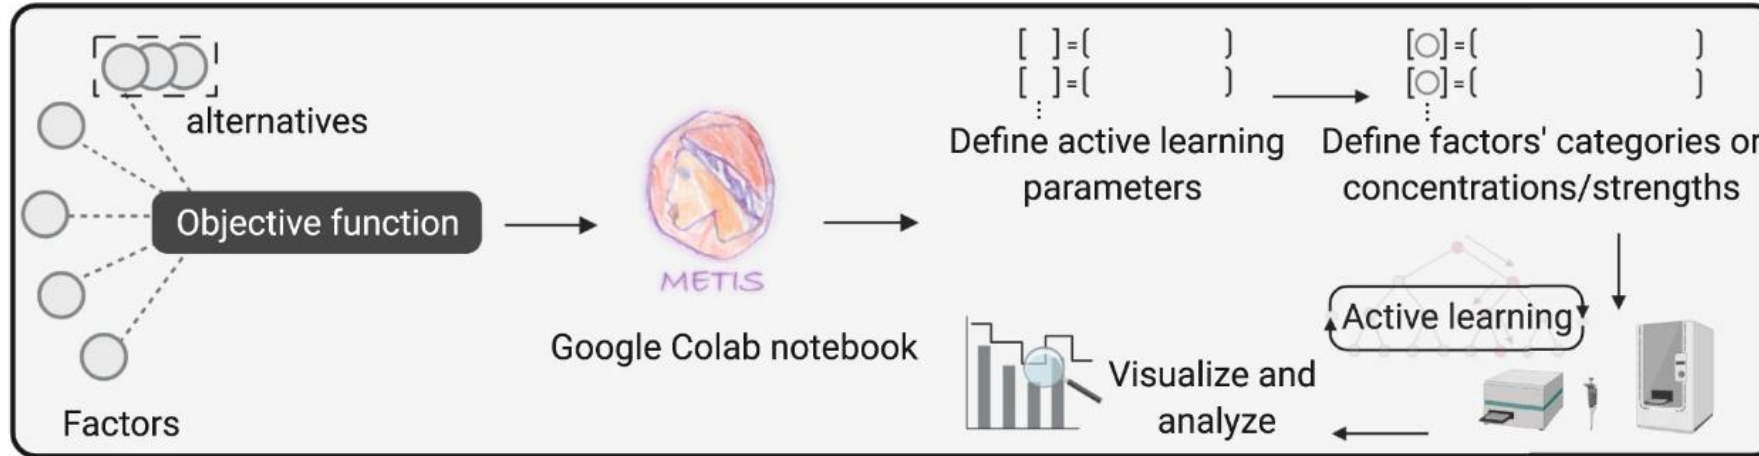 alternatives
Objective function
Factors
METIS
Google Colab notebook
[ ]=( )
[ ]=( )
Define active learning
parameters
[○]=( )
[○]=( )
Define factors' categories or
concentrations/strengths
Active learning
Visualize and
analyze